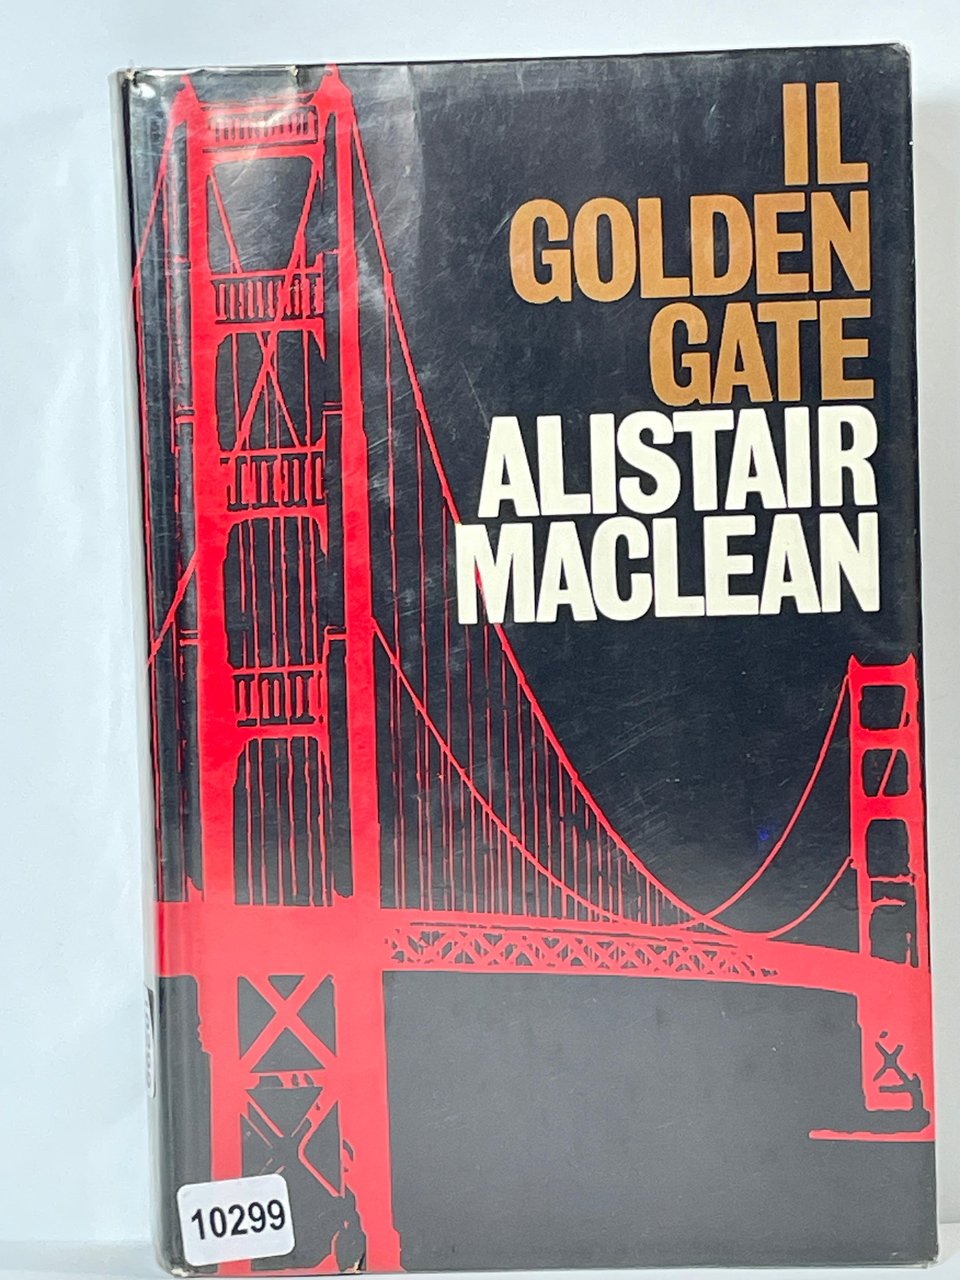 IL
GOLDEN
GATE
ALISTAIR
MACLEAN
10299